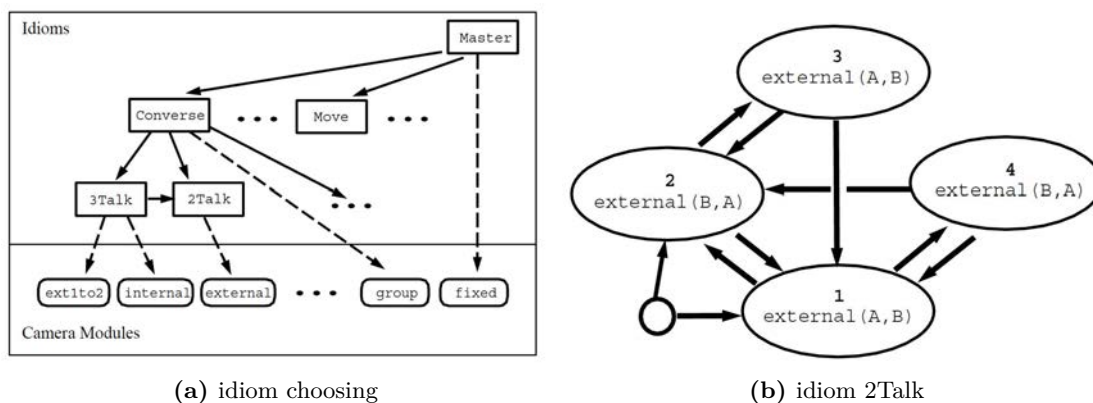 Idioms
Master
Converse
Move
3Talk
2Talk
ext1to2
internal
external
group
fixed
Camera Modules
3
external(A,B)
2
external(B,A)
4
external(B,A)
1
external(A,B)
(a) idiom choosing
(b) idiom 2Talk